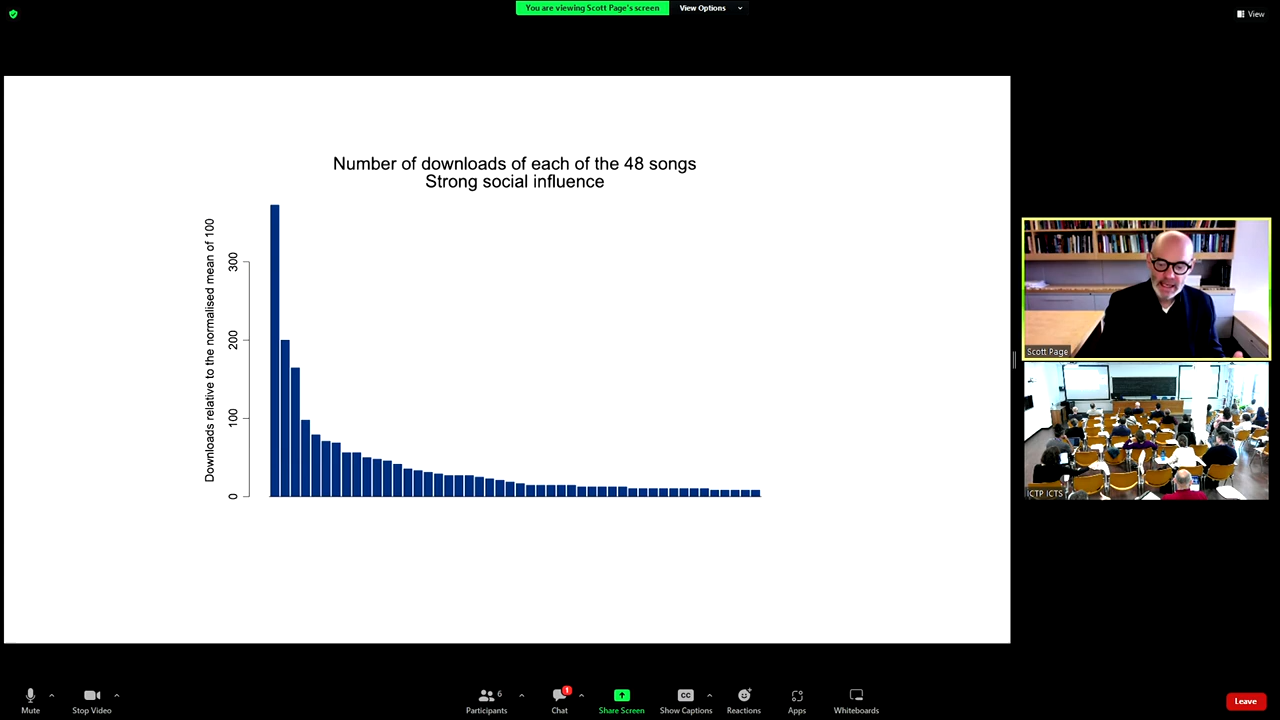 You are viewing Scott Page's screen
View Options
View
Number of downloads of each of the 48 songs
Strong social influence
Downloads relative to the normalised mean of 100
300
200
100
0
Scott Page
ICTP ICTS
Mute
Stop Video
6
Participants
1
Chat
Share Screen
CC
Show Captions
Reactions
Apps
Whiteboards
Leave